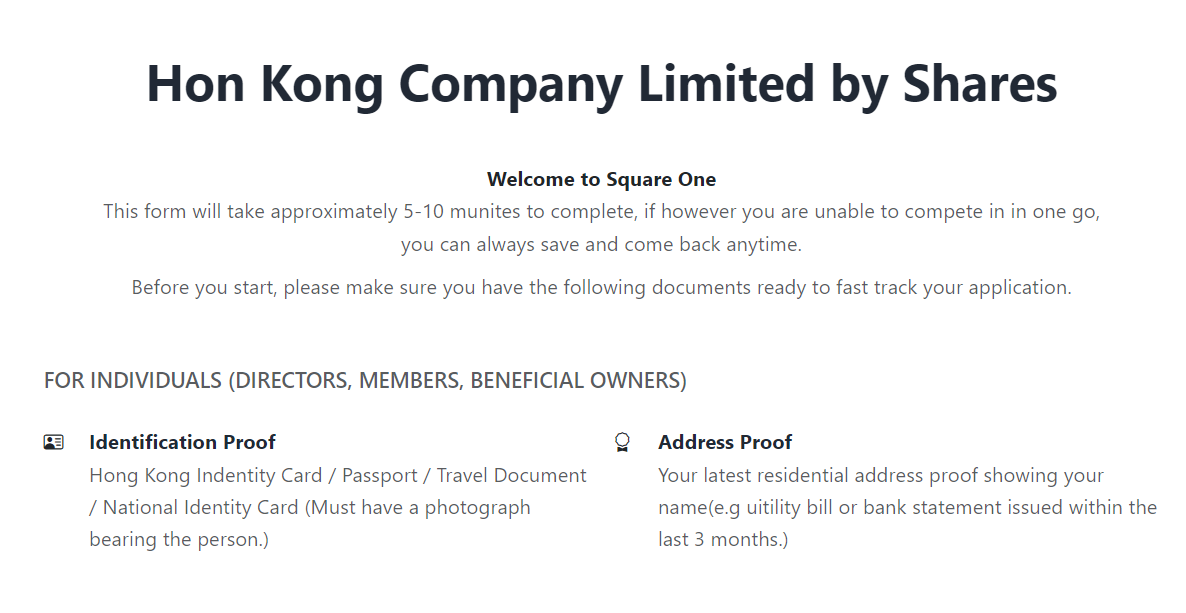 Hon Kong Company Limited by Shares
Welcome to Square One
This form will take approximately 5-10 munites to complete, if however you are unable to compete in in one go,
you can always save and come back anytime.
Before you start, please make sure you have the following documents ready to fast track your application.
FOR INDIVIDUALS (DIRECTORS, MEMBERS, BENEFICIAL OWNERS)
Identification Proof
Hong Kong Indentity Card / Passport / Travel Document
/ National Identity Card (Must have a photograph
bearing the person.)
Address Proof
Your latest residential address proof showing your
name(e.g uitility bill or bank statement issued within the
last 3 months.)